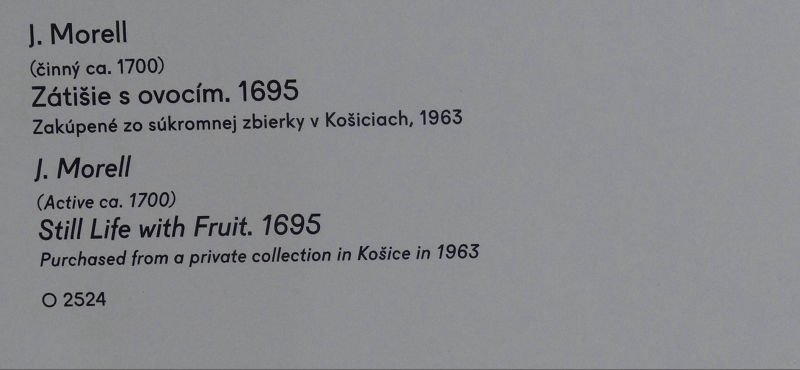 J. Morell
(činný ca. 1700)
Zátišie s ovocím. 1695
Zakúpené zo súkromnej zbierky v Košiciach, 1963
J. Morell
(Active ca. 1700)
Still Life with Fruit. 1695
Purchased from a private collection in Košice in 1963
O 2524